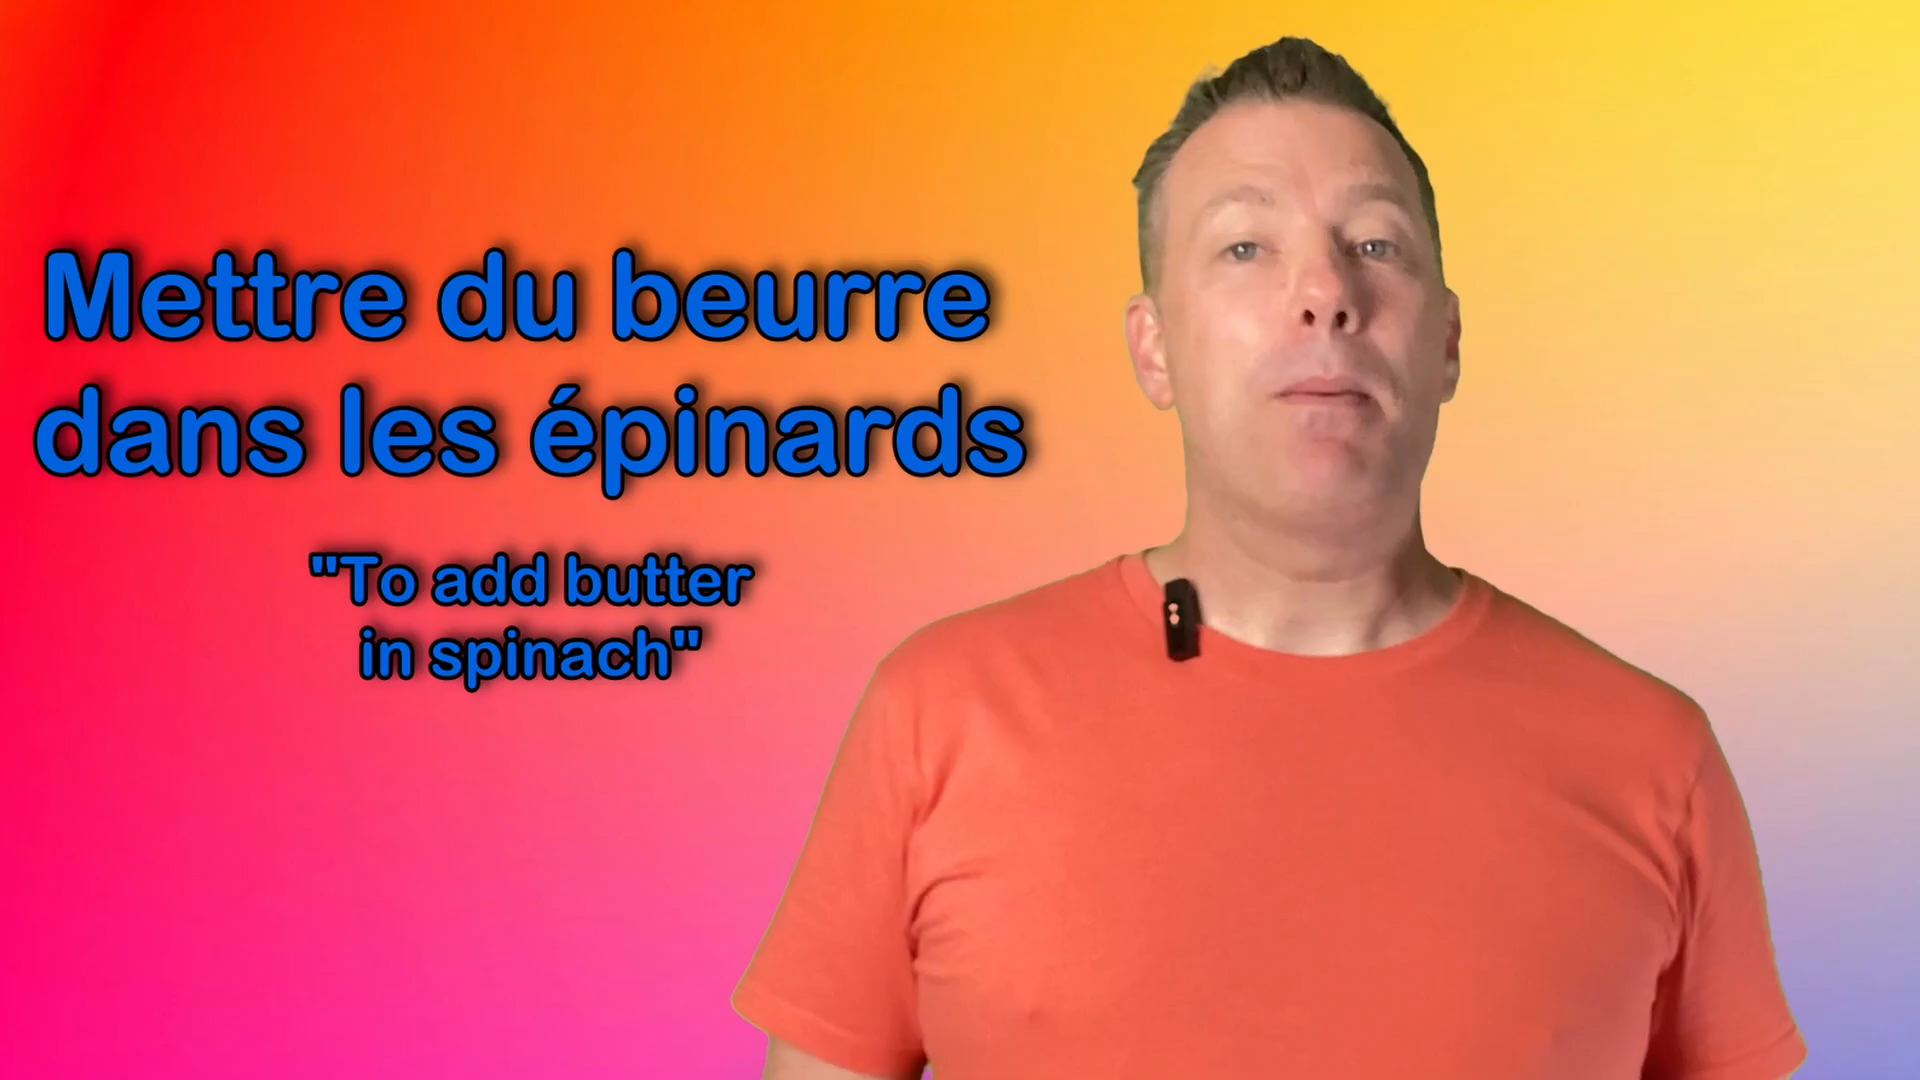 Mettre du beurre
dans les épinards
"To add butter
in spinach"